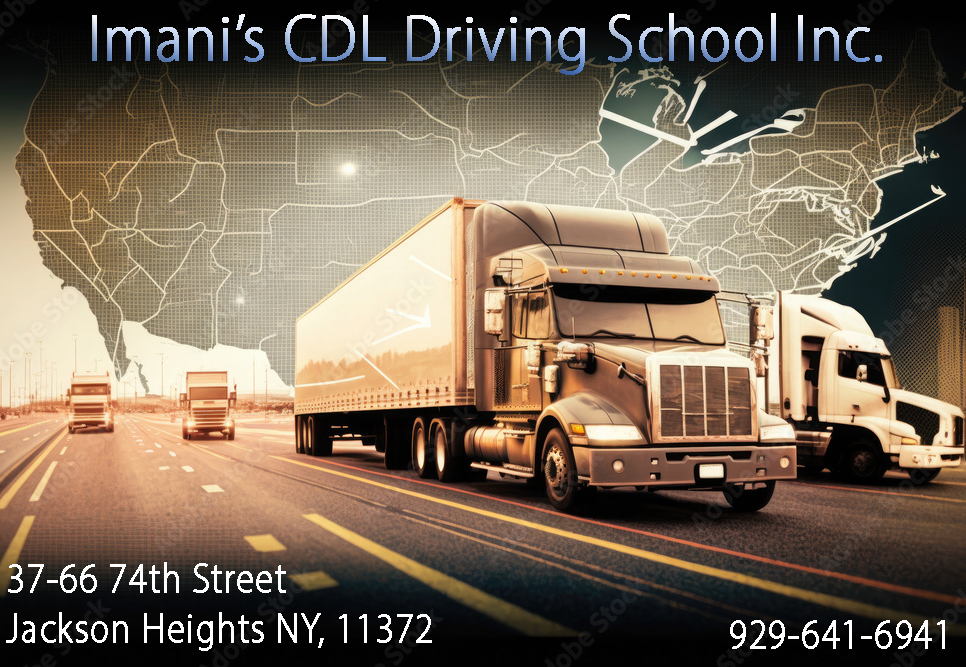 Imani's CDL Driving School Inc.
37-66 74th Street
Jackson Heights NY, 11372
929-641-6941